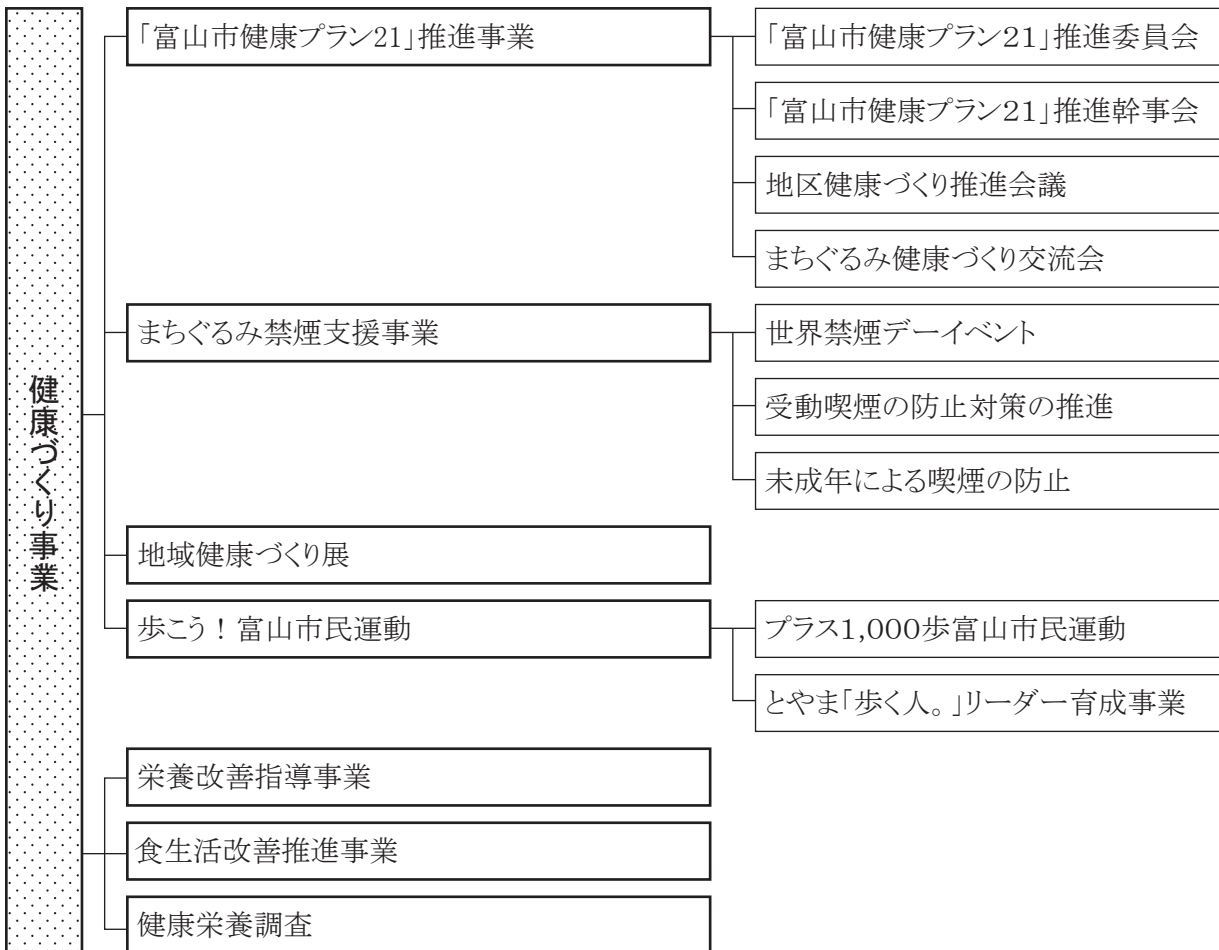 健康づくり事業
「富山市健康プラン21」推進事業
「富山市健康プラン21」推進委員会
「富山市健康プラン21」推進幹事会
地区健康づくり推進会議
まちぐるみ健康づくり交流会
まちぐるみ禁煙支援事業
世界禁煙デーイベント
受動喫煙の防止対策の推進
未成年による喫煙の防止
地域健康づくり展
歩こう！富山市民運動
プラス1,000歩富山市民運動
とやま「歩く人。」リーダー育成事業
栄養改善指導事業
食生活改善推進事業
健康栄養調査